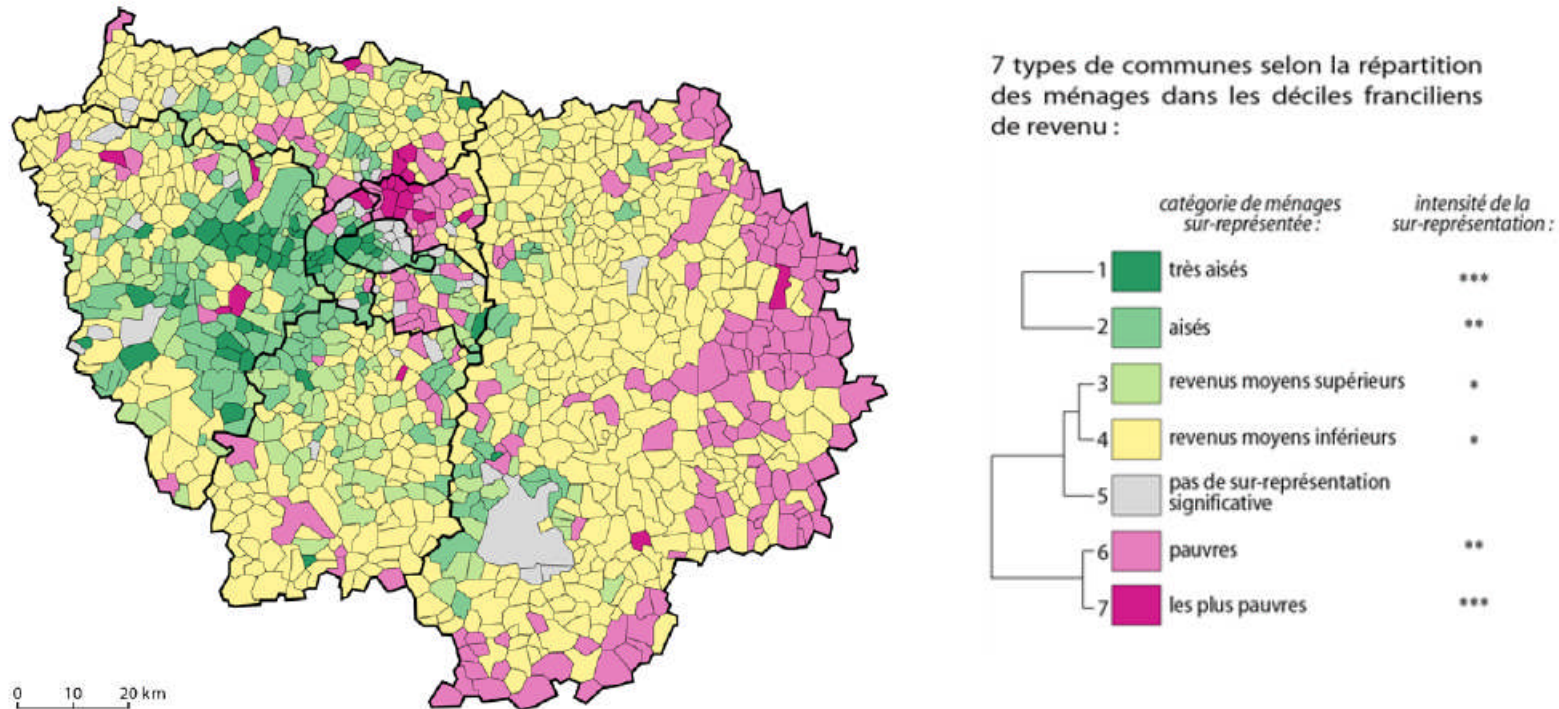 7 types de communes selon la répartition
des ménages dans les déciles franciliens
de revenu :
catégorie de ménages
sur-représentée :
intensité de la
sur-représentation :
1 très aisés ***
2 aisés **
3 revenus moyens supérieurs *
4 revenus moyens inférieurs *
5 pas de sur-représentation
significative
6 pauvres **
7 les plus pauvres ***
0 10 20 km